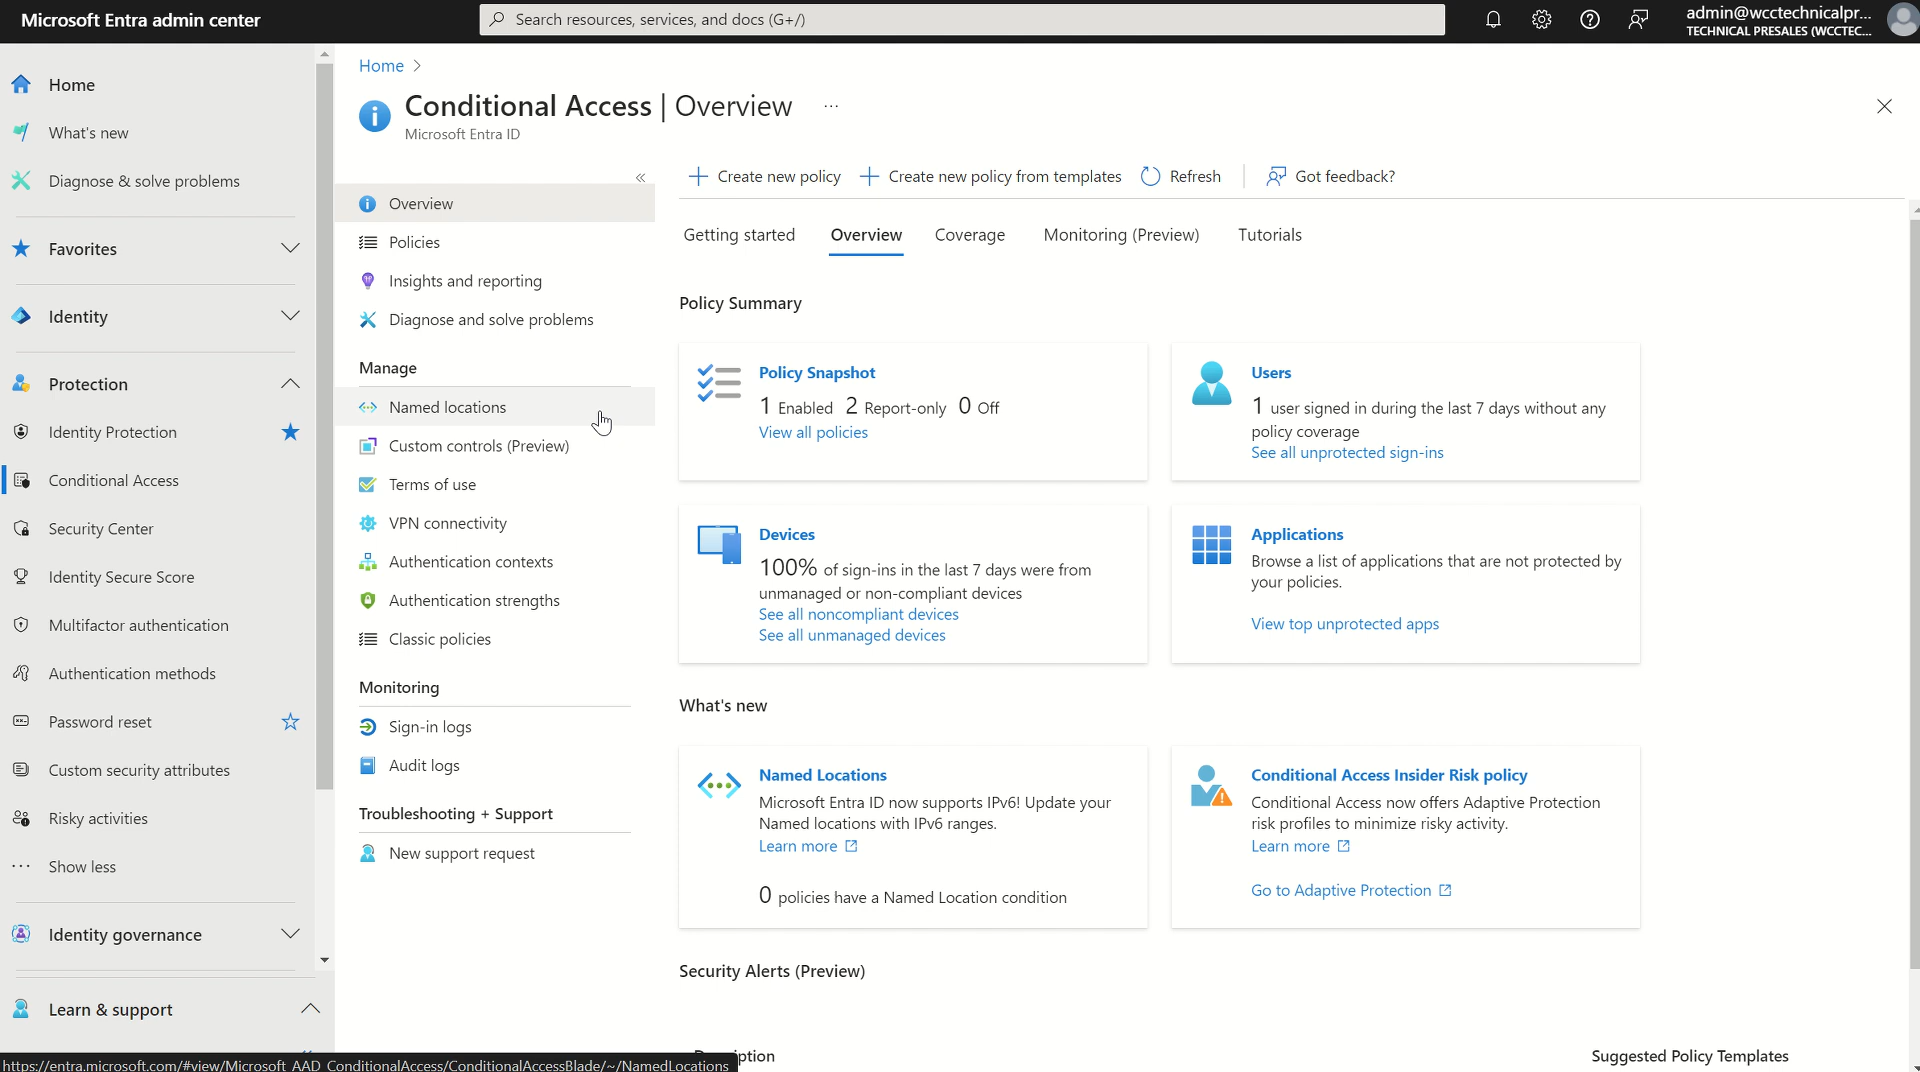 Microsoft Entra admin center
Search resources, services, and docs (G+/)
admin@wcctechnicalpr...
TECHNICAL PRESALES (WCCTEC...
Home
What's new
Diagnose & solve problems
Favorites
Identity
Protection
Identity Protection
Conditional Access
Security Center
Identity Secure Score
Multifactor authentication
Authentication methods
Password reset
Custom security attributes
Risky activities
Show less
Identity governance
Learn & support
Home
Conditional Access | Overview
Microsoft Entra ID
Overview
Policies
Insights and reporting
Diagnose and solve problems
Manage
Named locations
Custom controls (Preview)
Terms of use
VPN connectivity
Authentication contexts
Authentication strengths
Classic policies
Monitoring
Sign-in logs
Audit logs
Troubleshooting + Support
New support request
Create new policy
Create new policy from templates
Refresh
Got feedback?
Getting started
Overview
Coverage
Monitoring (Preview)
Tutorials
Policy Summary
Policy Snapshot
1 Enabled 2 Report-only 0 Off
View all policies
Users
1 user signed in during the last 7 days without any
policy coverage
See all unprotected sign-ins
Devices
100% of sign-ins in the last 7 days were from
unmanaged or non-compliant devices
See all noncompliant devices
See all unmanaged devices
Applications
Browse a list of applications that are not protected by
your policies.
View top unprotected apps
What's new
Named Locations
Microsoft Entra ID now supports IPv6! Update your
Named locations with IPv6 ranges.
Learn more
0 policies have a Named Location condition
Conditional Access Insider Risk policy
Conditional Access now offers Adaptive Protection
risk profiles to minimize risky activity.
Learn more
Go to Adaptive Protection
Security Alerts (Preview)
Suggested Policy Templates
https://entra.microsoft.com/#view/Microsoft_AAD_ConditionalAccess/ConditionalAccessBlade/~/NamedLocations